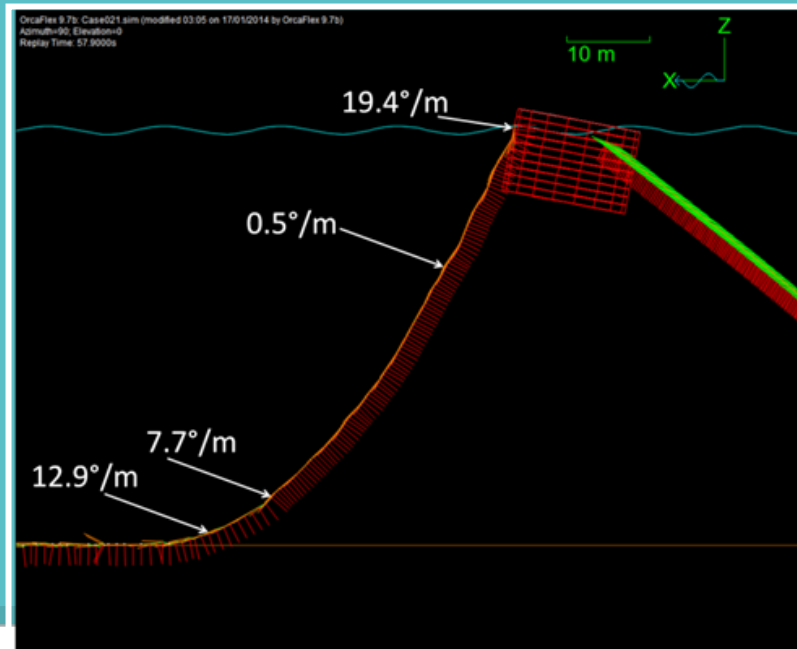 OrcaFlex 9.7b: Case021.sim (modified 03:05 on 17/01/2014 by OrcaFlex 9.7b)
Azimuth=90; Elevation=0
Replay Time: 57.9000s
Z
10 m
X
19.4°/m
0.5°/m
7.7°/m
12.9°/m